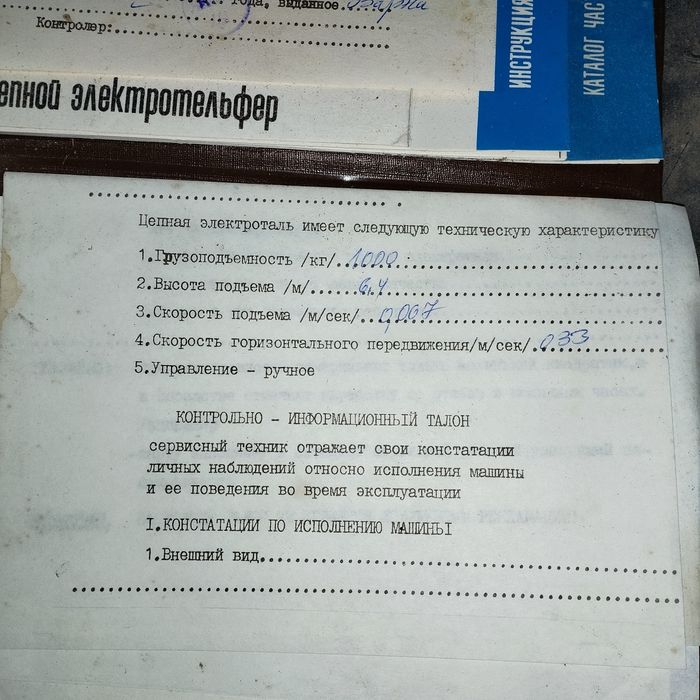 года, выданное
Контролер:
ИНСТРУКЦИЯ
КАТАЛОГ ЧАС
епной электротельфер
Цепная электроталь имеет следующую техническую характеристику
1.Грузоподъемность /кг/ 1000
2.Высота подъема /м/ 6,4
3.Скорость подъема /м/сек/ 0,067
4.Скорость горизонтального передвижения/м/сек/ 033
5.Управление - ручное
КОНТРОЛЬНО - ИНФОРМАЦИОННЫЙ ТАЛОН
сервисный техник отражает свои констатации
личных наблюдений относно исполнения машины
и ее поведения во время эксплуатации
I.КОНСТАТАЦИИ ПО ИСПОЛНЕНИЮ МАШИНЫ
1.Внешний вид